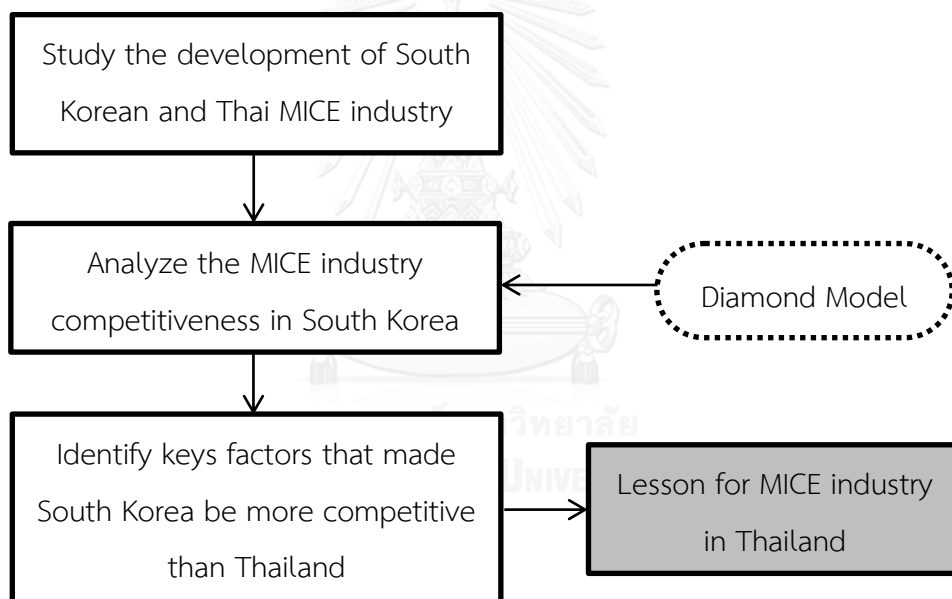 Study the development of South
Korean and Thai MICE industry
Analyze the MICE industry
competitiveness in South Korea
Diamond Model
Identify keys factors that made
South Korea be more competitive
than Thailand
Lesson for MICE industry
in Thailand